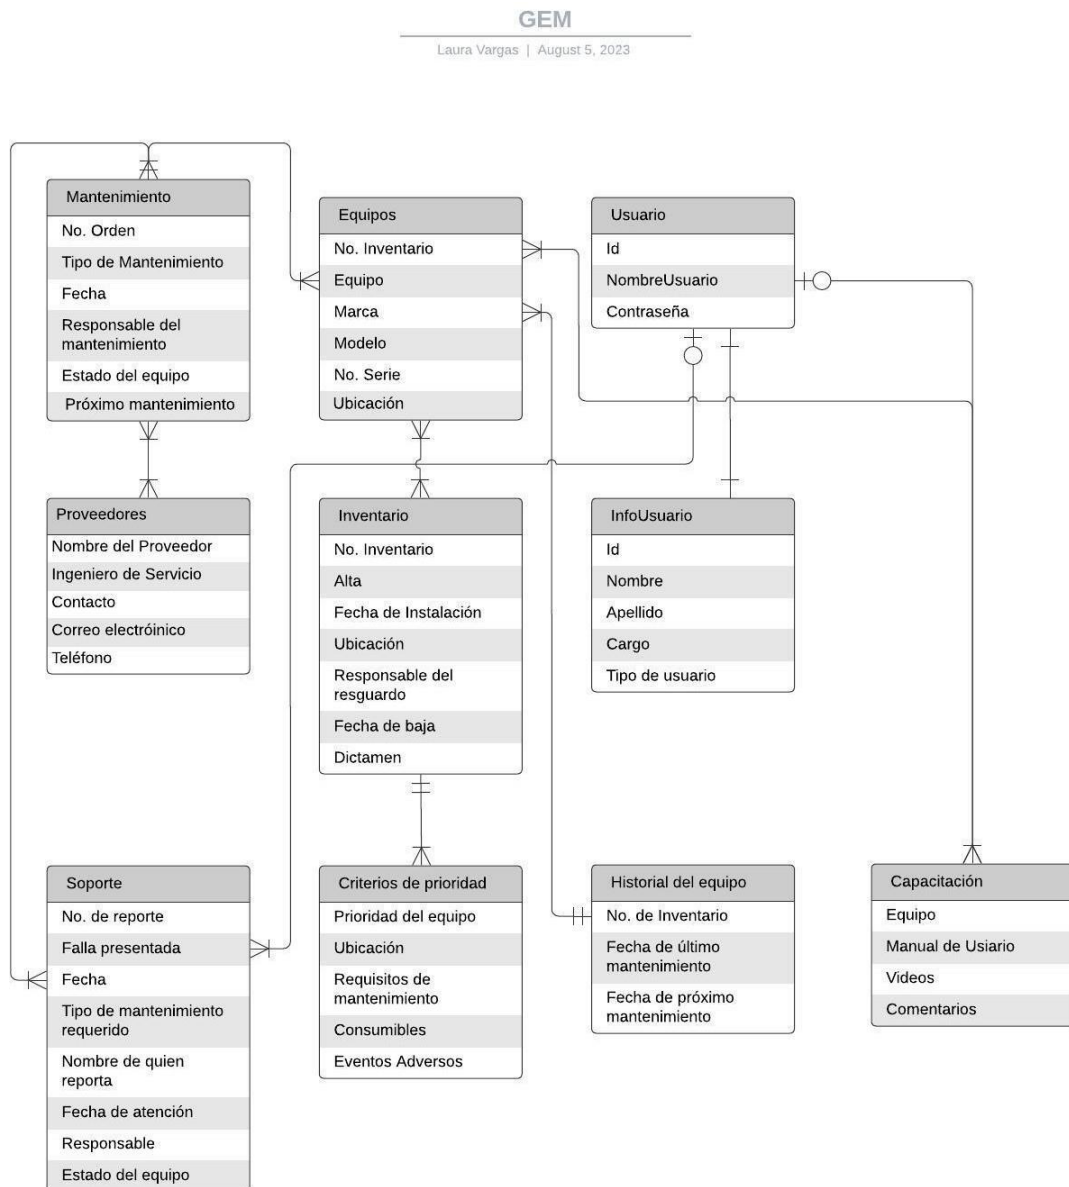 GEM
Laura Vargas | August 5, 2023
Mantenimiento
No. Orden
Tipo de Mantenimiento
Fecha
Responsable del
mantenimiento
Estado del equipo
Próximo mantenimiento
Equipos
No. Inventario
Equipo
Marca
Modelo
No. Serie
Ubicación
Usuario
Id
NombreUsuario
Contraseña
Proveedores
Nombre del Proveedor
Ingeniero de Servicio
Contacto
Correo electróinico
Teléfono
Inventario
No. Inventario
Alta
Fecha de Instalación
Ubicación
Responsable del
resguardo
Fecha de baja
Dictamen
InfoUsuario
Id
Nombre
Apellido
Cargo
Tipo de usuario
Soporte
No. de reporte
Falla presentada
Fecha
Tipo de mantenimiento
requerido
Nombre de quien
reporta
Fecha de atención
Responsable
Estado del equipo
Criterios de prioridad
Prioridad del equipo
Ubicación
Requisitos de
mantenimiento
Consumibles
Eventos Adversos
Historial del equipo
No. de Inventario
Fecha de último
mantenimiento
Fecha de próximo
mantenimiento
Capacitación
Equipo
Manual de Usiario
Videos
Comentarios